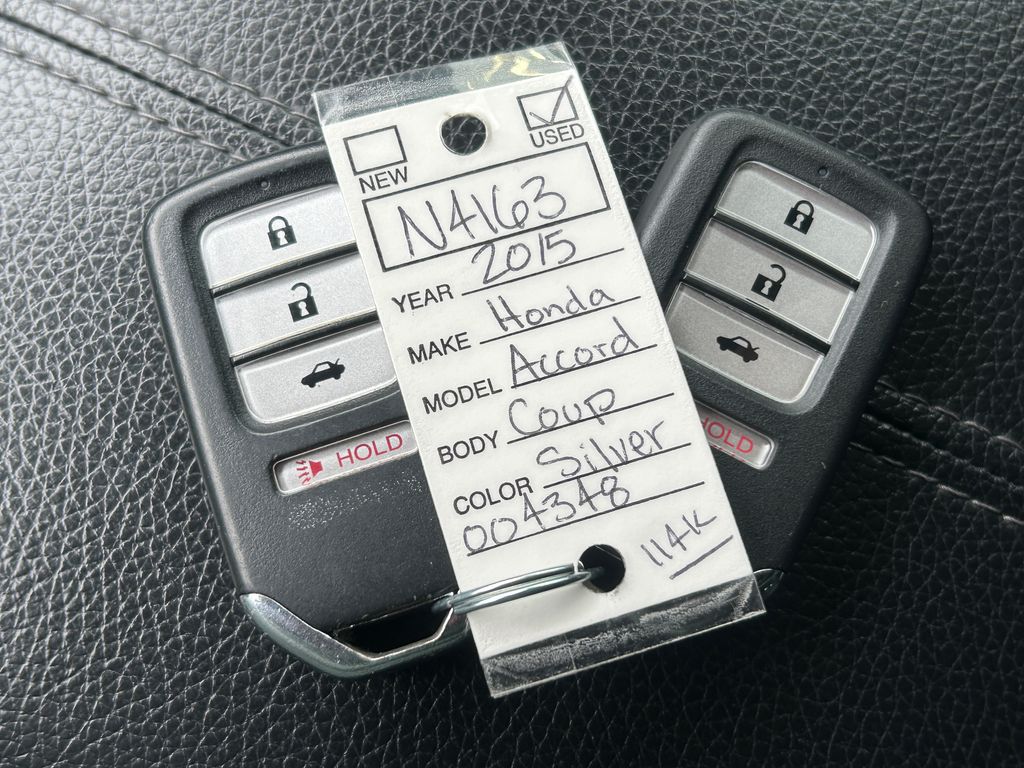 NEW
USED
N4163
YEAR 2015
MAKE Honda
MODEL Accord
BODY Coup
COLOR Silver
004348
114K
HOLD
HOLD